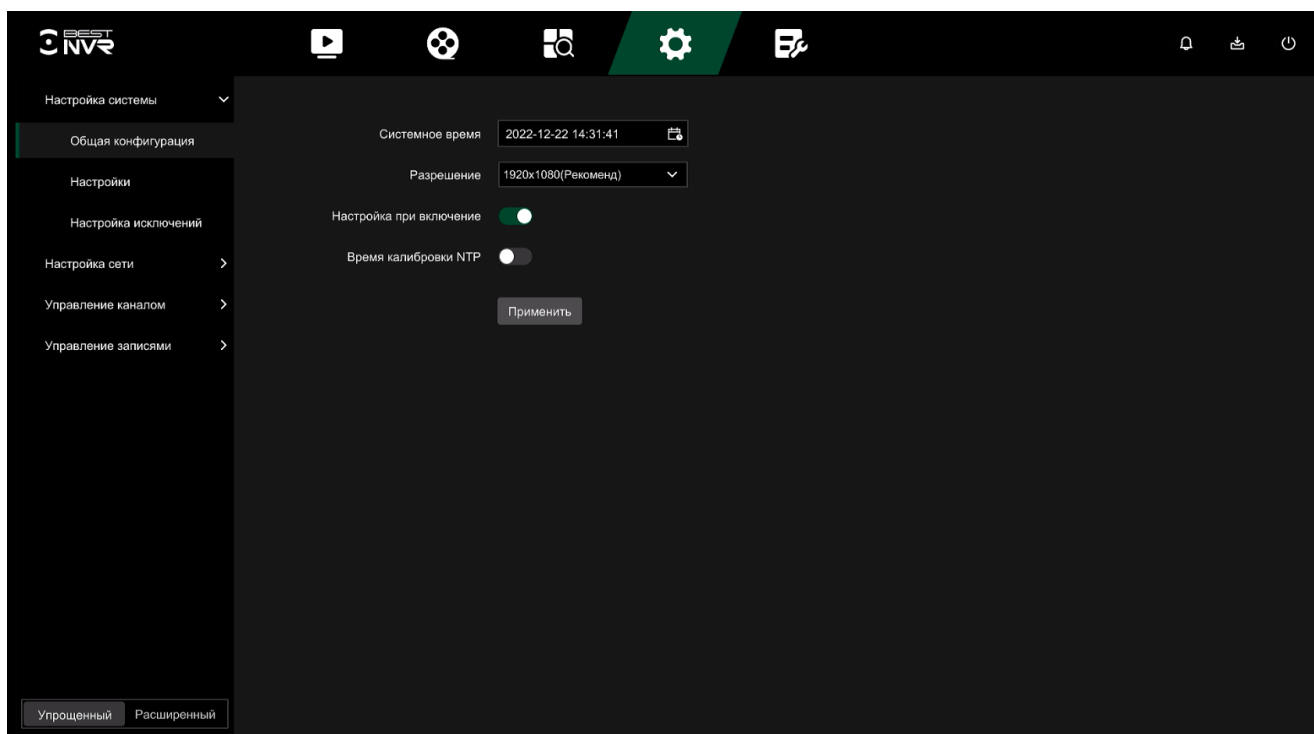 BEST
NVR
Настройка системы
Общая конфигурация
Настройки
Настройка исключений
Настройка сети
Управление каналом
Управление записями
Системное время 2022-12-22 14:31:41
Разрешение 1920x1080(Рекоменд)
Настройка при включение
Время калибровки NTP
Применить
Упрощенный Расширенный